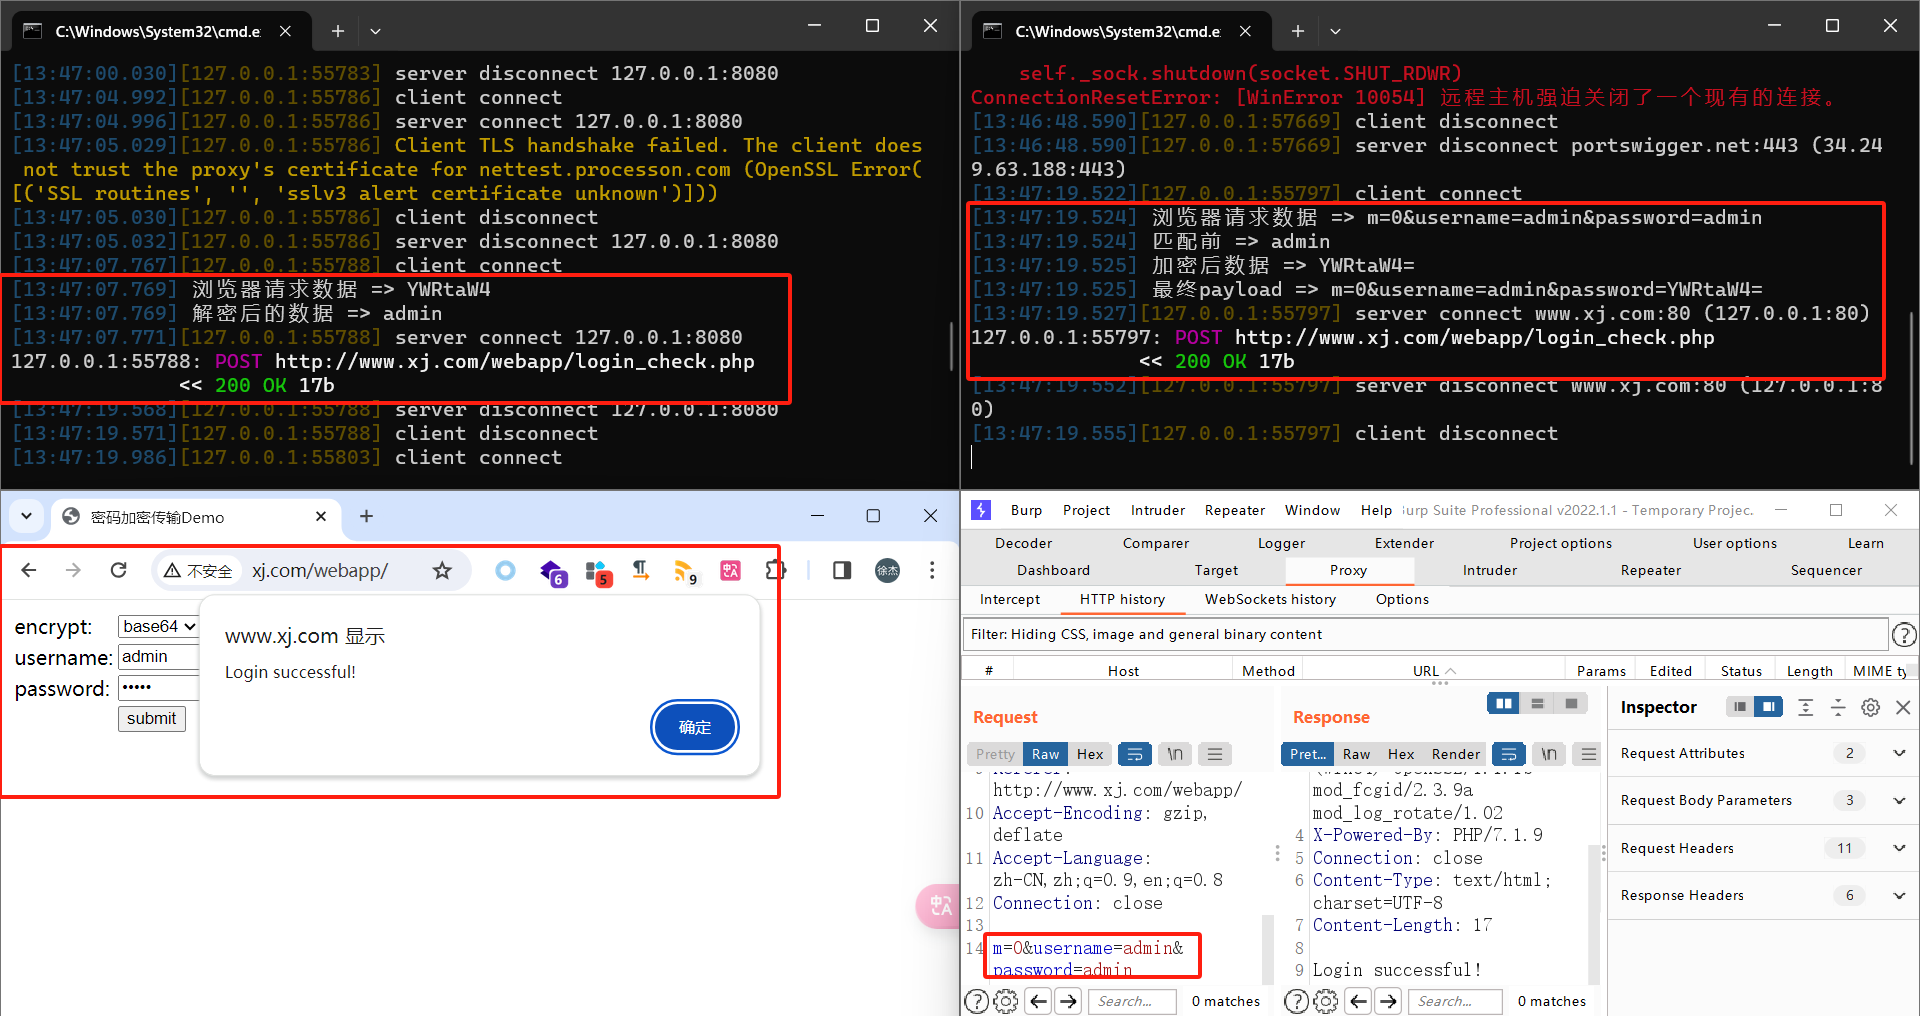 C:\Windows\System32\cmd.e
[13:47:00.030][127.0.0.1:55783] server disconnect 127.0.0.1:8080
[13:47:04.992][127.0.0.1:55786] client connect
[13:47:04.996][127.0.0.1:55786] server connect 127.0.0.1:8080
[13:47:05.029][127.0.0.1:55786] Client TLS handshake failed. The client does
not trust the proxy's certificate for nettest.processon.com (OpenSSL Error(
[('SSL routines', '', 'sslv3 alert certificate unknown')]))
[13:47:05.030][127.0.0.1:55786] client disconnect
[13:47:05.032][127.0.0.1:55786] server disconnect 127.0.0.1:8080
[13:47:07.767][127.0.0.1:55788] client connect
[13:47:07.769] 浏览器请求数据 => YWRtaW4
[13:47:07.769] 解密后的数据 => admin
[13:47:07.771][127.0.0.1:55788] server connect 127.0.0.1:8080
127.0.0.1:55788: POST http://www.xj.com/webapp/login_check.php
<< 200 OK 17b
[13:47:19.568][127.0.0.1:55788] server disconnect 127.0.0.1:8080
[13:47:19.571][127.0.0.1:55788] client disconnect
[13:47:19.986][127.0.0.1:55803] client connect
C:\Windows\System32\cmd.e
self._sock.shutdown(socket.SHUT_RDWR)
ConnectionResetError: [WinError 10054] 远程主机强迫关闭了一个现有的连接。
[13:46:48.590][127.0.0.1:57669] client disconnect
[13:46:48.590][127.0.0.1:57669] server disconnect portswigger.net:443 (34.24
9.63.188:443)
[13:47:19.522][127.0.0.1:55797] client connect
[13:47:19.524] 浏览器请求数据 => m=0&username=admin&password=admin
[13:47:19.524] 匹配前 => admin
[13:47:19.525] 加密后数据 => YWRtaW4=
[13:47:19.525] 最终payload => m=0&username=admin&password=YWRtaW4=
[13:47:19.527][127.0.0.1:55797] server connect www.xj.com:80 (127.0.0.1:80)
127.0.0.1:55797: POST http://www.xj.com/webapp/login_check.php
<< 200 OK 17b
[13:47:19.552][127.0.0.1:55797] server disconnect www.xj.com:80 (127.0.0.1:8
0)
[13:47:19.555][127.0.0.1:55797] client disconnect
密码加密传输Demo
不安全 xj.com/webapp/
6 5 9 中A 徐杰
encrypt: base64
username: admin
password: •••••
submit
www.xj.com 显示
Login successful!
确定
中A
Burp Project Intruder Repeater Window Help Burp Suite Professional v2022.1.1 - Temporary Projec.
Decoder Comparer Logger Extender Project options User options Learn
Dashboard Target Proxy Intruder Repeater Sequencer
Intercept HTTP history WebSockets history Options
Filter: Hiding CSS, image and general binary content
# Host Method URL Params Edited Status Length MIME ty
Request
Pretty Raw Hex \n
9 Referer:
http://www.xj.com/webapp/
10 Accept-Encoding: gzip,
deflate
11 Accept-Language:
zh-CN,zh;q=0.9,en;q=0.8
12 Connection: close
13
14 m=0&username=admin&
password=admin
Search... 0 matches
Response
Pret... Raw Hex Render \n
mod_fcgid/2.3.9a
mod_log_rotate/1.02
4 X-Powered-By: PHP/7.1.9
5 Connection: close
6 Content-Type: text/html;
charset=UTF-8
7 Content-Length: 17
8
9 Login successful!
Search... 0 matches
Inspector
Request Attributes 2
Request Body Parameters 3
Request Headers 11
Response Headers 6